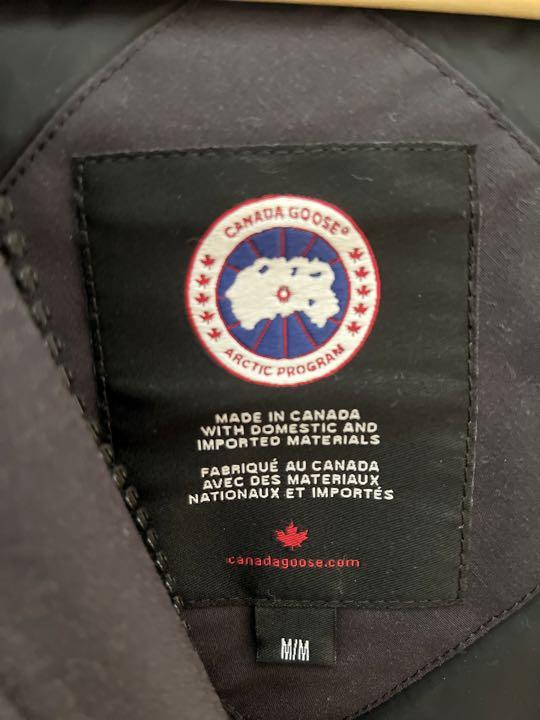 CANADA GOOSE®
ARCTIC PROGRAM
MADE IN CANADA
WITH DOMESTIC AND
IMPORTED MATERIALS
FABRIQUÉ AU CANADA
AVEC DES MATERIAUX
NATIONAUX ET IMPORTÉS
canadagoose.com
M/M